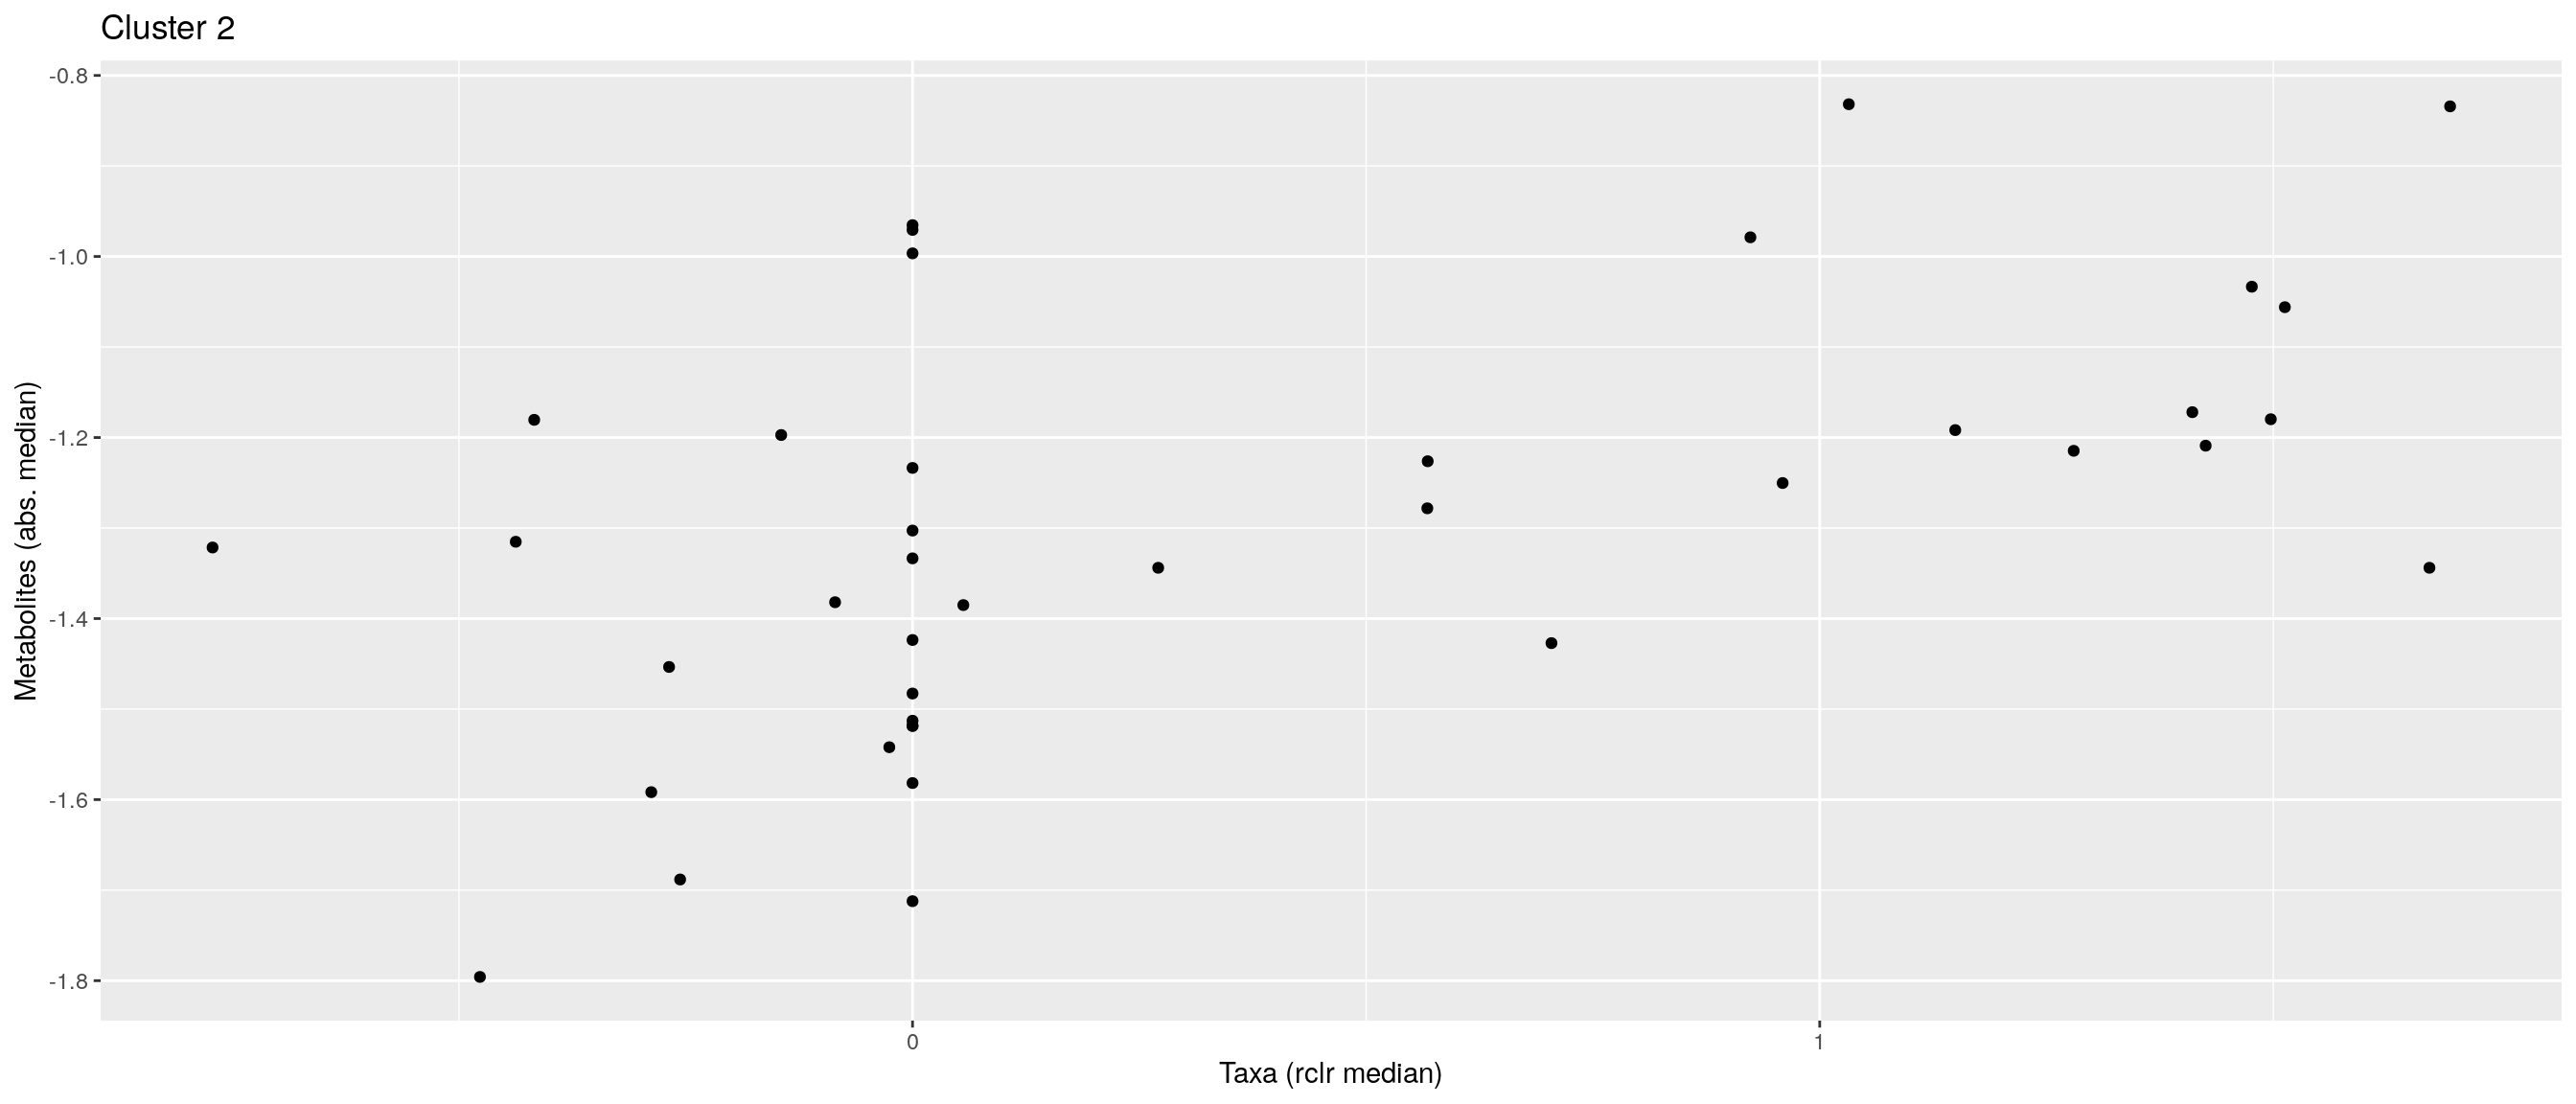 Cluster 2
-0.8
-1.0
-1.2
-1.4
-1.6
-1.8
Metabolites (abs. median)
0 1
Taxa (rclr median)